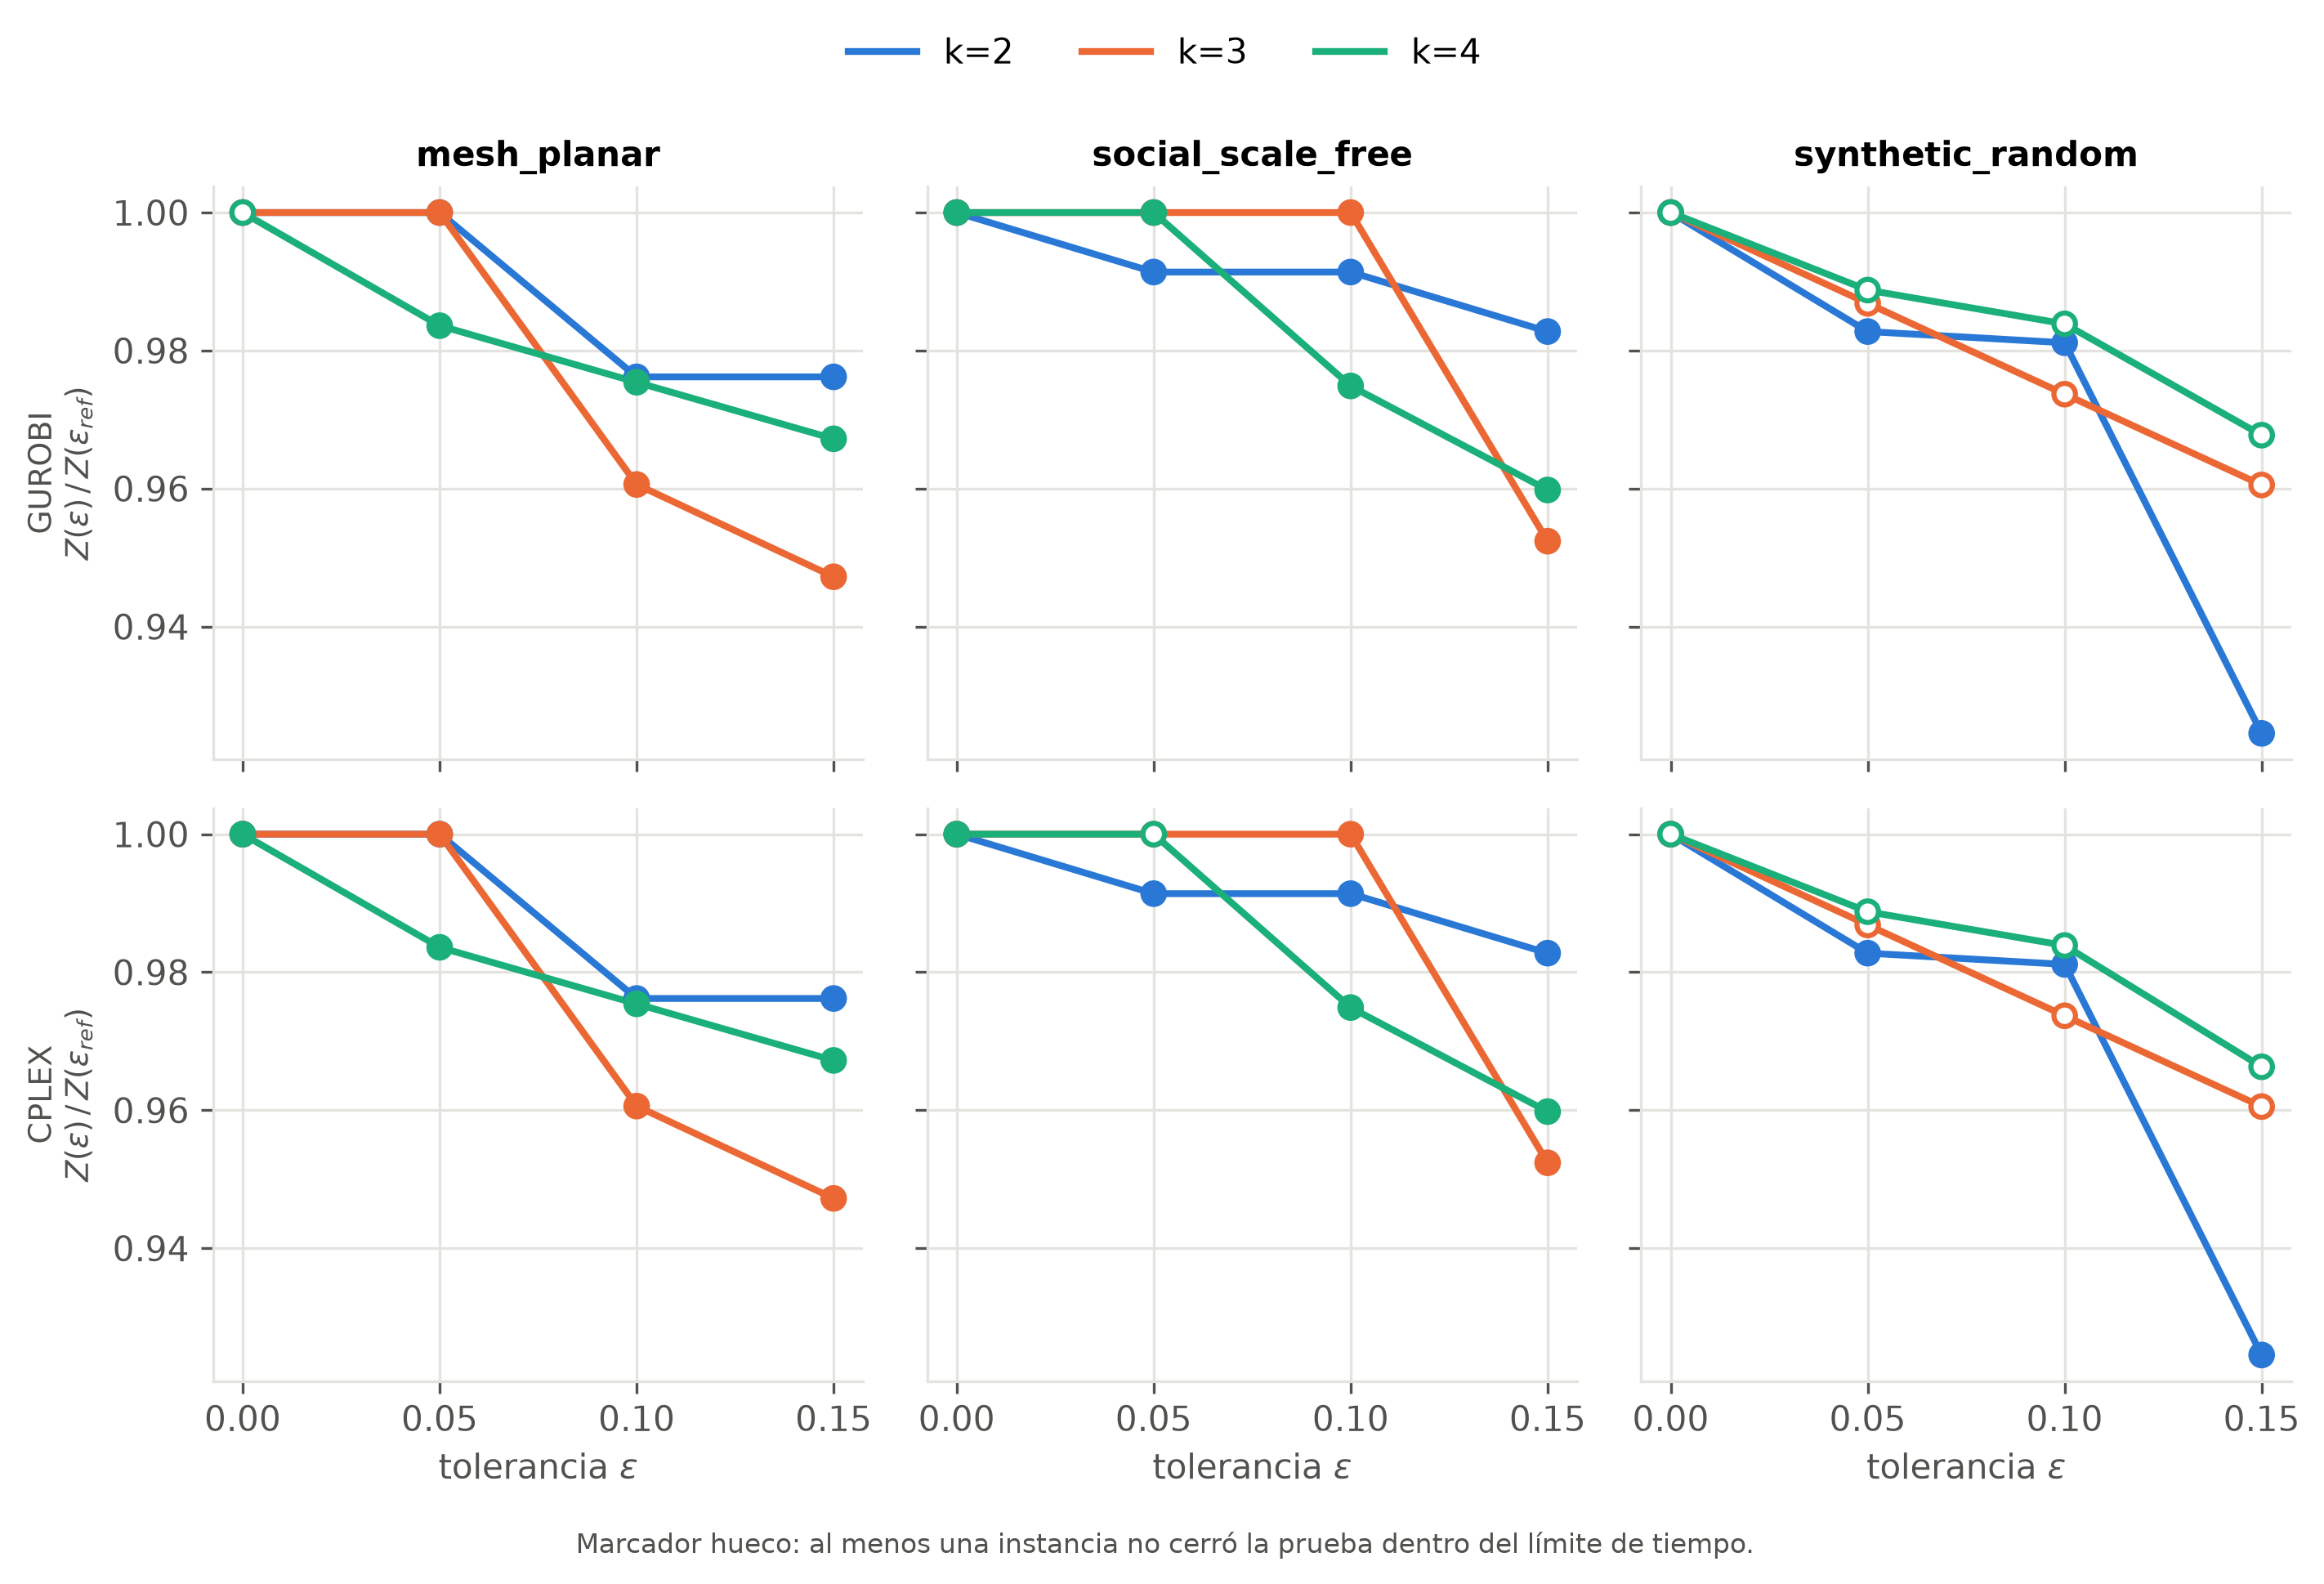 k=2 k=3 k=4
mesh_planar social_scale_free synthetic_random
GUROBI
Z(ε)/Z(ε_ref)
1.00
0.98
0.96
0.94
CPLEX
Z(ε)/Z(ε_ref)
1.00
0.98
0.96
0.94
0.00 0.05 0.10 0.15 0.00 0.05 0.10 0.15 0.00 0.05 0.10 0.15
tolerancia ε tolerancia ε tolerancia ε
Marcador hueco: al menos una instancia no cerró la prueba dentro del límite de tiempo.